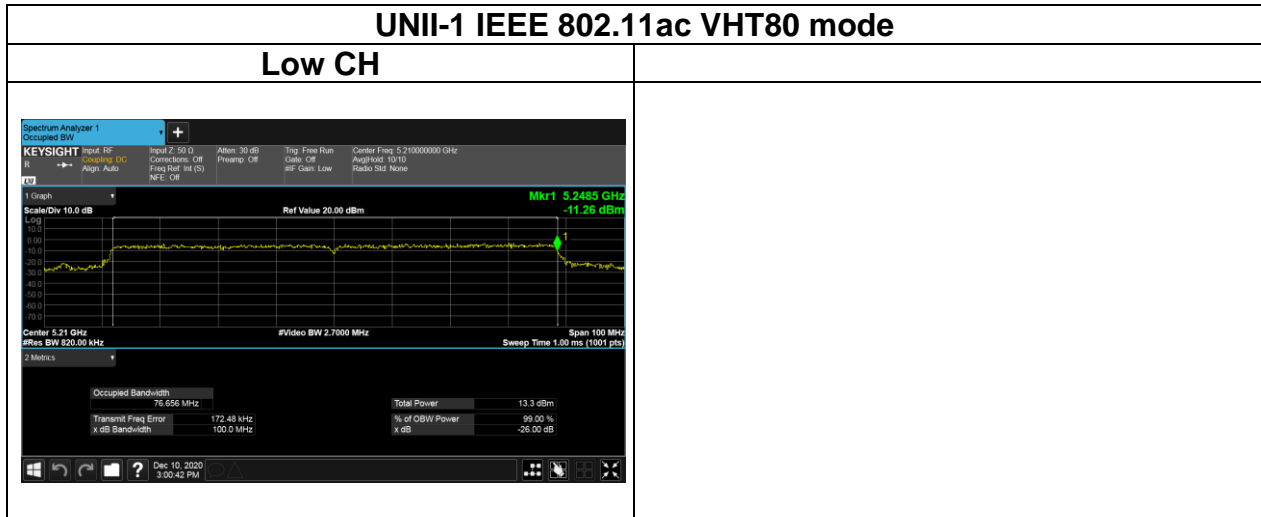 UNII-1 IEEE 802.11ac VHT80 mode
Low CH
Spectrum Analyzer 1
Occupied BW
KEYSIGHT Input: RF Input Z: 50 Ω Atten: 30 dB Trig: Free Run Center Freq: 5.210000000 GHz
R Coupling: DC Corrections: Off Preamp: Off Gate: Off Avg|Hold: 10/10
Align: Auto Freq Ref: Int (S) #IF Gain: Low Radio Std: None
LXI NFE: Off
1 Graph Mkr1 5.2485 GHz
Scale/Div 10.0 dB Ref Value 20.00 dBm -11.26 dBm
Log
10.0
0.00
-10.0
-20.0
-30.0
-40.0
-50.0
-60.0
-70.0
1
Center 5.21 GHz #Video BW 2.7000 MHz Span 100 MHz
#Res BW 820.00 kHz Sweep Time 1.00 ms (1001 pts)
2 Metrics
Occupied Bandwidth
76.656 MHz Total Power 13.3 dBm
Transmit Freq Error 172.48 kHz % of OBW Power 99.00 %
x dB Bandwidth 100.0 MHz x dB -26.00 dB
? Dec 10, 2020
3:00:42 PM